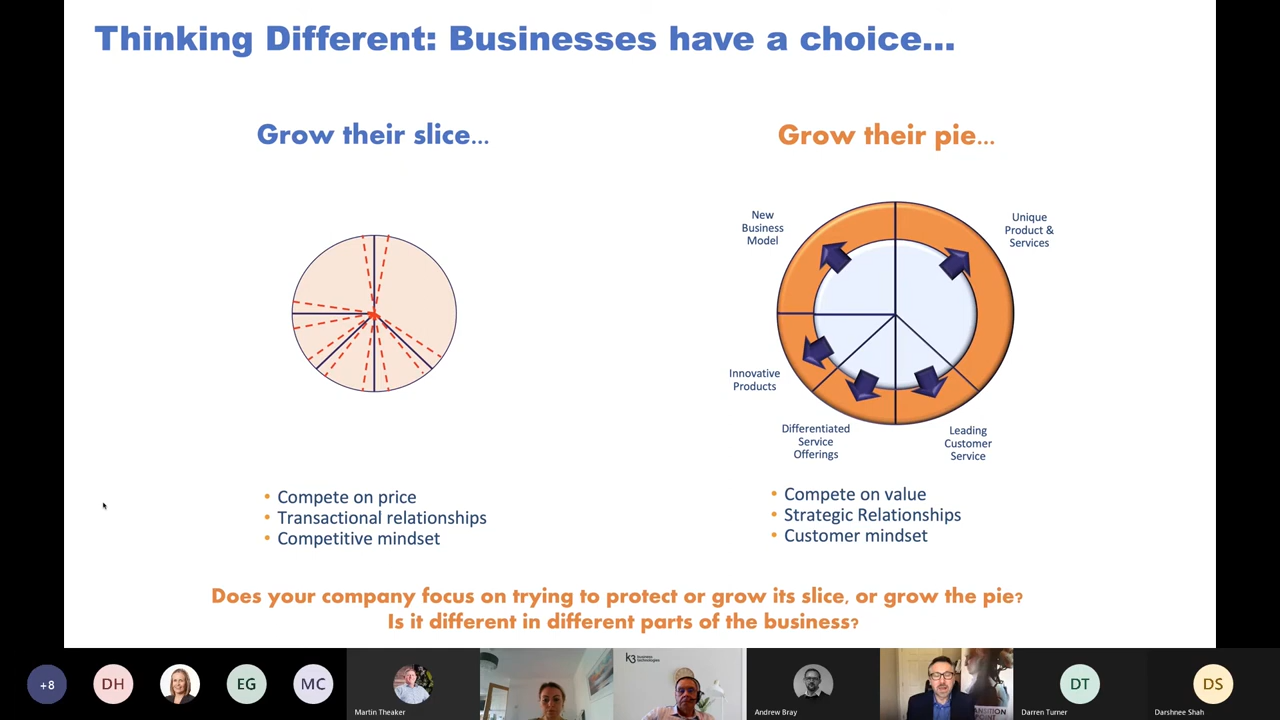 Thinking Different: Businesses have a choice...
Grow their slice...
Grow their pie...
New
Business
Model
Unique
Product &
Services
Innovative
Products
Differentiated
Service
Offerings
Leading
Customer
Service
• Compete on price
• Transactional relationships
• Competitive mindset
• Compete on value
• Strategic Relationships
• Customer mindset
Does your company focus on trying to protect or grow its slice, or grow the pie?
Is it different in different parts of the business?
+8
DH
EG
MC
Martin Theaker
k3 business
technologies
Andrew Bray
DT
Darren Turner
DS
Darshnee Shah